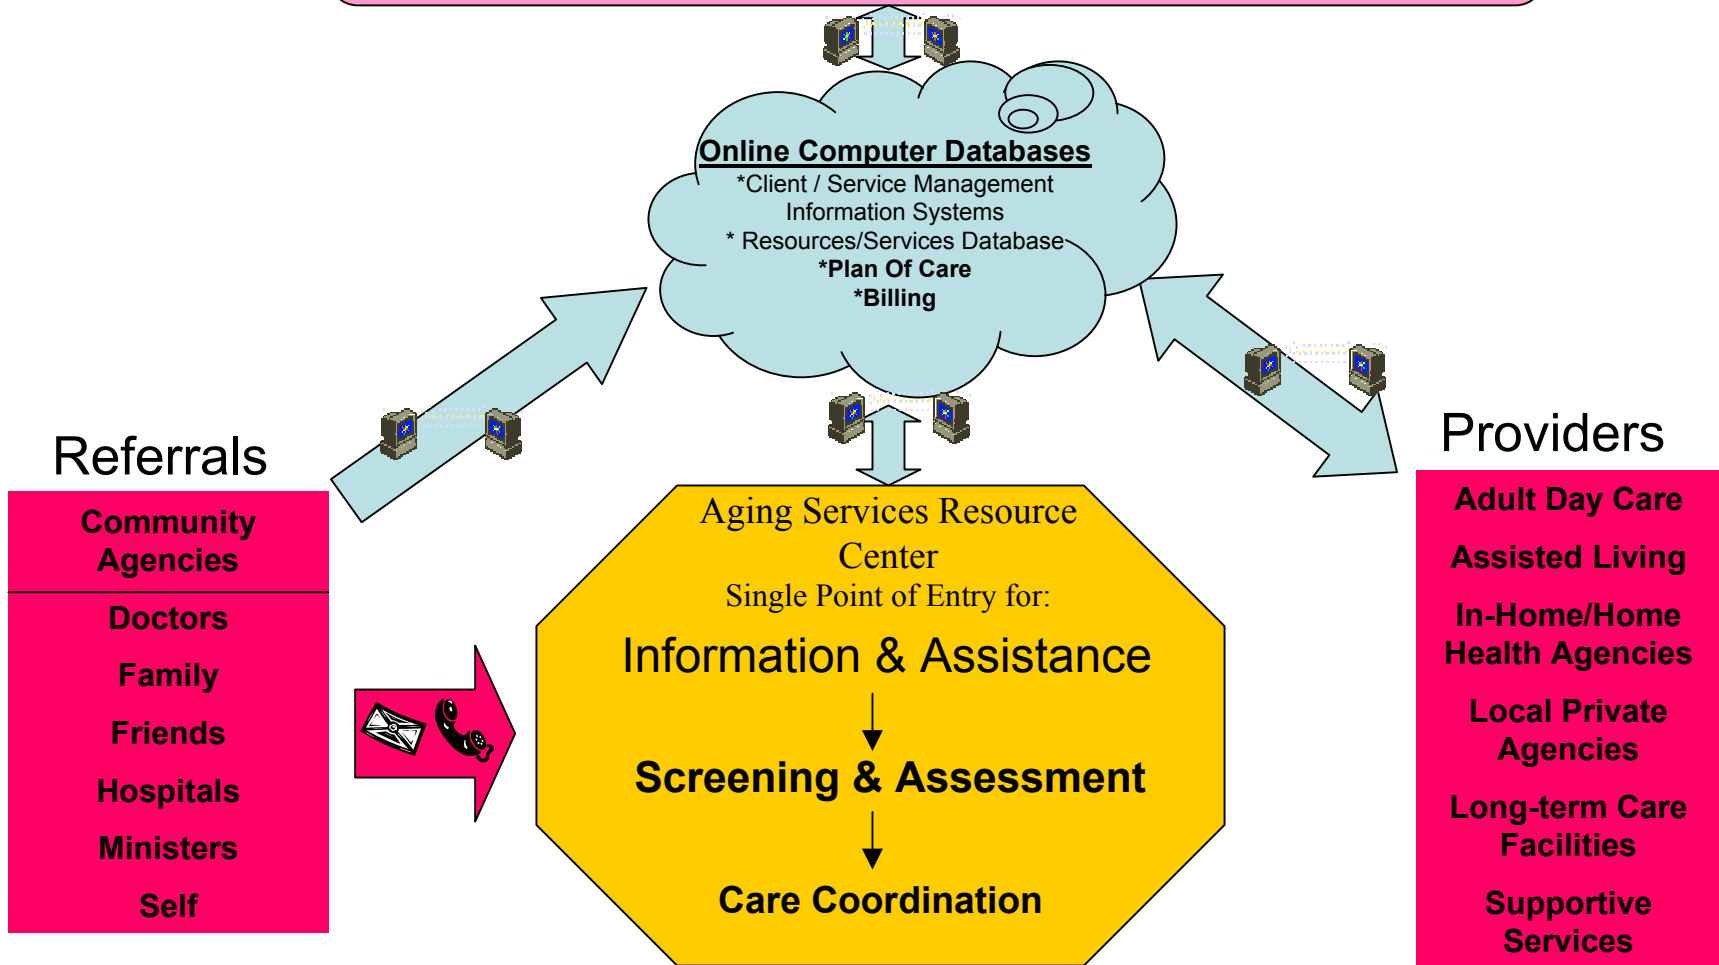 Online Computer Databases
*Client / Service Management
Information Systems
* Resources/Services Database
*Plan Of Care
*Billing
Referrals
Community
Agencies
Doctors
Family
Friends
Hospitals
Ministers
Self
Aging Services Resource
Center
Single Point of Entry for:
Information & Assistance
Screening & Assessment
Care Coordination
Providers
Adult Day Care
Assisted Living
In-Home/Home
Health Agencies
Local Private
Agencies
Long-term Care
Facilities
Supportive
Services